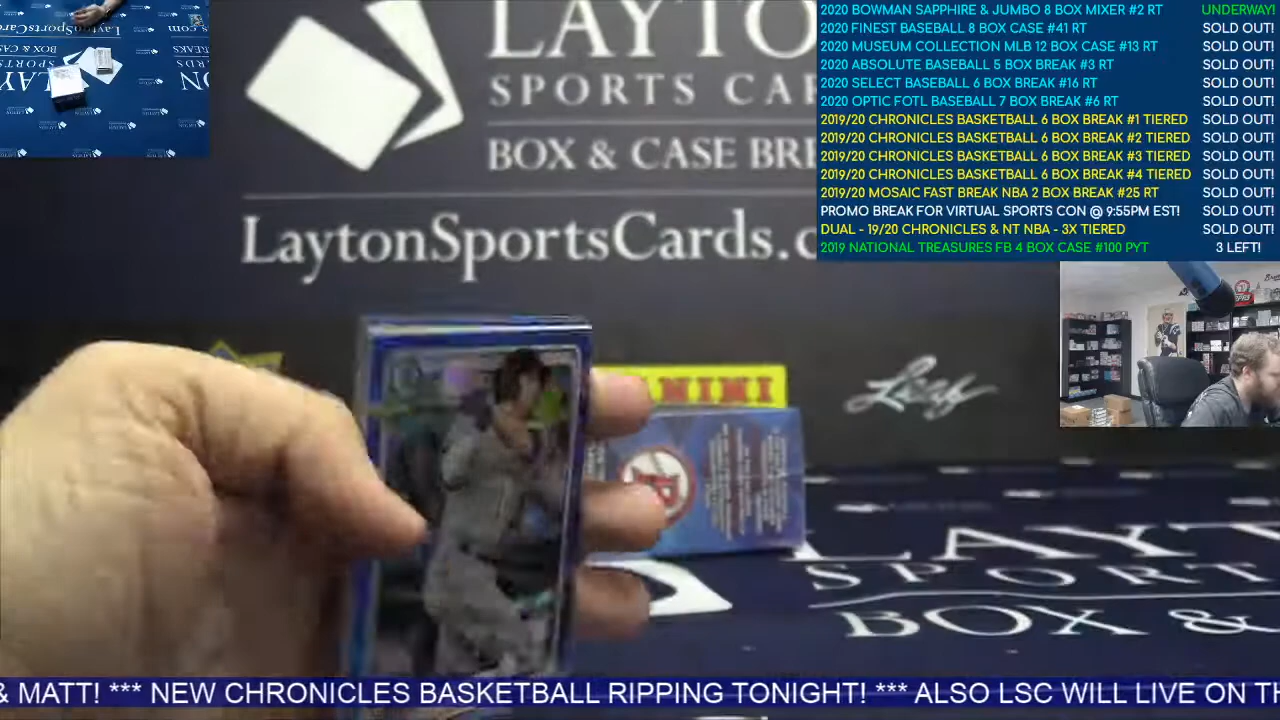 2020 BOWMAN SAPPHIRE & JUMBO 8 BOX MIXER #2 RT UNDERWAY!
2020 FINEST BASEBALL 8 BOX CASE #41 RT SOLD OUT!
2020 MUSEUM COLLECTION MLB 12 BOX CASE #13 RT SOLD OUT!
2020 ABSOLUTE BASEBALL 5 BOX BREAK #3 RT SOLD OUT!
2020 SELECT BASEBALL 6 BOX BREAK #16 RT SOLD OUT!
2020 OPTIC FOTL BASEBALL 7 BOX BREAK #6 RT SOLD OUT!
2019/20 CHRONICLES BASKETBALL 6 BOX BREAK #1 TIERED SOLD OUT!
2019/20 CHRONICLES BASKETBALL 6 BOX BREAK #2 TIERED SOLD OUT!
2019/20 CHRONICLES BASKETBALL 6 BOX BREAK #3 TIERED SOLD OUT!
2019/20 CHRONICLES BASKETBALL 6 BOX BREAK #4 TIERED SOLD OUT!
2019/20 MOSAIC FAST BREAK NBA 2 BOX BREAK #25 RT SOLD OUT!
PROMO BREAK FOR VIRTUAL SPORTS CON @ 9:55PM EST! SOLD OUT!
DUAL - 19/20 CHRONICLES & NT NBA - 3X TIERED SOLD OUT!
2019 NATIONAL TREASURES FB 4 BOX CASE #100 PYT 3 LEFT!
LAYTO
SPORTS CAR
BOX & CASE BRE
LaytonSportsCards.c
PANINI
Leaf
LAYT
SPORTS
BOX &
& MATT! *** NEW CHRONICLES BASKETBALL RIPPING TONIGHT! *** ALSO LSC WILL LIVE ON TH